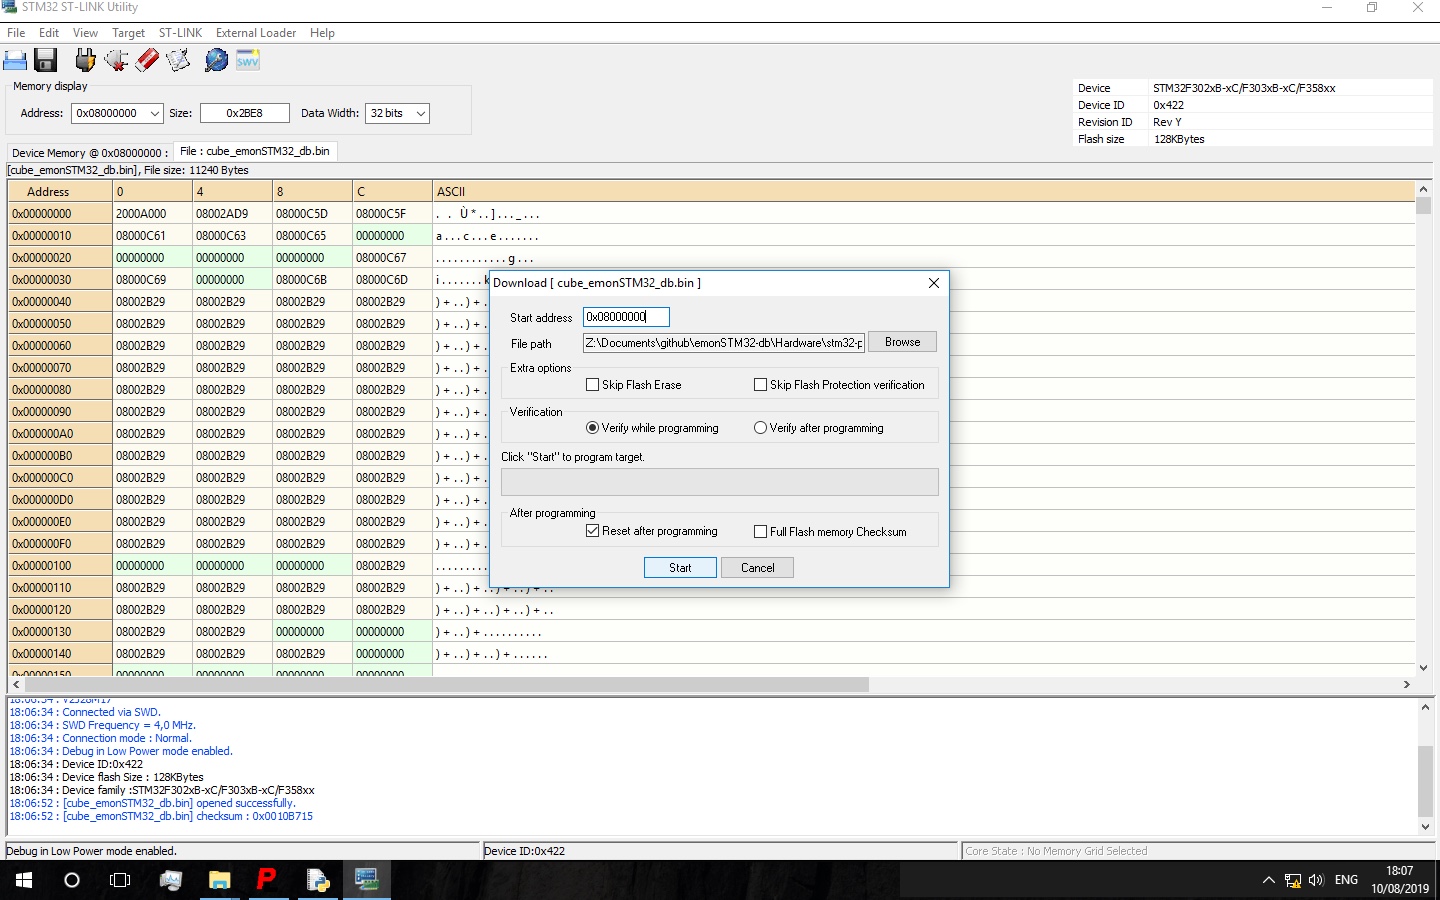 STM32 ST-LINK Utility
File Edit View Target ST-LINK External Loader Help
SWV
Memory display
Address: 0x08000000 Size: 0x2BE8 Data Width: 32 bits
Device STM32F302xB-xC/F303xB-xC/F358xx
Device ID 0x422
Revision ID Rev Y
Flash size 128KBytes
Device Memory @ 0x08000000 : File : cube_emonSTM32_db.bin
[cube_emonSTM32_db.bin], File size: 11240 Bytes
Address 0 4 8 C ASCII
0x00000000 2000A000 08002AD9 08000C5D 08000C5F . . Ù * . . ] . . . _ . . .
0x00000010 08000C61 08000C63 08000C65 00000000 a . . . c . . . e . . . . . . .
0x00000020 00000000 00000000 00000000 08000C67 . . . . . . . . . . . . g . . .
0x00000030 08000C69 00000000 08000C6B 08000C6D i . . . . . . . k
0x00000040 08002B29 08002B29 08002B29 08002B29 ) + . . ) + .
0x00000050 08002B29 08002B29 08002B29 08002B29 ) + . . ) + .
0x00000060 08002B29 08002B29 08002B29 08002B29 ) + . . ) + .
0x00000070 08002B29 08002B29 08002B29 08002B29 ) + . . ) + .
0x00000080 08002B29 08002B29 08002B29 08002B29 ) + . . ) + .
0x00000090 08002B29 08002B29 08002B29 08002B29 ) + . . ) + .
0x000000A0 08002B29 08002B29 08002B29 08002B29 ) + . . ) + .
0x000000B0 08002B29 08002B29 08002B29 08002B29 ) + . . ) + .
0x000000C0 08002B29 08002B29 08002B29 08002B29 ) + . . ) + .
0x000000D0 08002B29 08002B29 08002B29 08002B29 ) + . . ) + .
0x000000E0 08002B29 08002B29 08002B29 08002B29 ) + . . ) + .
0x000000F0 08002B29 08002B29 08002B29 08002B29 ) + . . ) + .
0x00000100 00000000 00000000 00000000 08002B29 . . . . . . . . .
0x00000110 08002B29 08002B29 08002B29 08002B29 ) + . . ) + . . ) + . . ) + . .
0x00000120 08002B29 08002B29 08002B29 08002B29 ) + . . ) + . . ) + . . ) + . .
0x00000130 08002B29 08002B29 00000000 00000000 ) + . . ) + . . . . . . . . . .
0x00000140 08002B29 08002B29 08002B29 00000000 ) + . . ) + . . ) + . . . . . .
0x00000150 00000000 00000000 00000000 00000000
Download [ cube_emonSTM32_db.bin ]
Start address 0x08000000
File path Z:\Documents\github\emonSTM32-db\Hardware\stm32-p Browse
Extra options
Skip Flash Erase Skip Flash Protection verification
Verification
Verify while programming Verify after programming
Click "Start" to program target.
After programming
Reset after programming Full Flash memory Checksum
Start Cancel
18:06:34 : V2J28M17
18:06:34 : Connected via SWD.
18:06:34 : SWD Frequency = 4,0 MHz.
18:06:34 : Connection mode : Normal.
18:06:34 : Debug in Low Power mode enabled.
18:06:34 : Device ID:0x422
18:06:34 : Device flash Size : 128KBytes
18:06:34 : Device family :STM32F302xB-xC/F303xB-xC/F358xx
18:06:52 : [cube_emonSTM32_db.bin] opened successfully.
18:06:52 : [cube_emonSTM32_db.bin] checksum : 0x0010B715
Debug in Low Power mode enabled. Device ID:0x422 Core State : No Memory Grid Selected
P ENG 18:07
10/08/2019